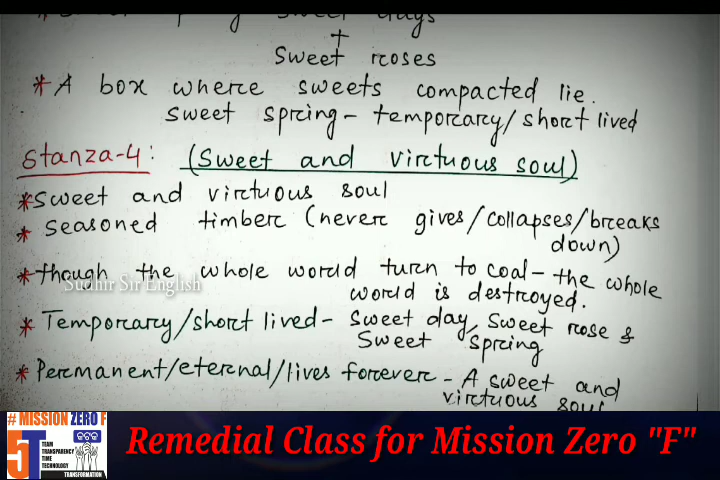 Sweet roses
* A box where sweets compacted lie.
sweet spring - temporary/short lived
Stanza-4: (Sweet and virtuous soul)
* Sweet and virtuous soul
* seasoned timber (never gives/collapses/breaks
down)
* though the whole world turn to coal - the whole
world is destroyed.
Sudhir Sir English
* Temporary/short lived - Sweet day, Sweet rose &
Sweet spring
* Permanent/eternal/lives forever - A sweet and
virtuous soul
# MISSION ZERO F
5T
TEAM
TRANSPARENCY
TIME
TECHNOLOGY
TRANSFORMATION
କଟକ
Remedial Class for Mission Zero "F"